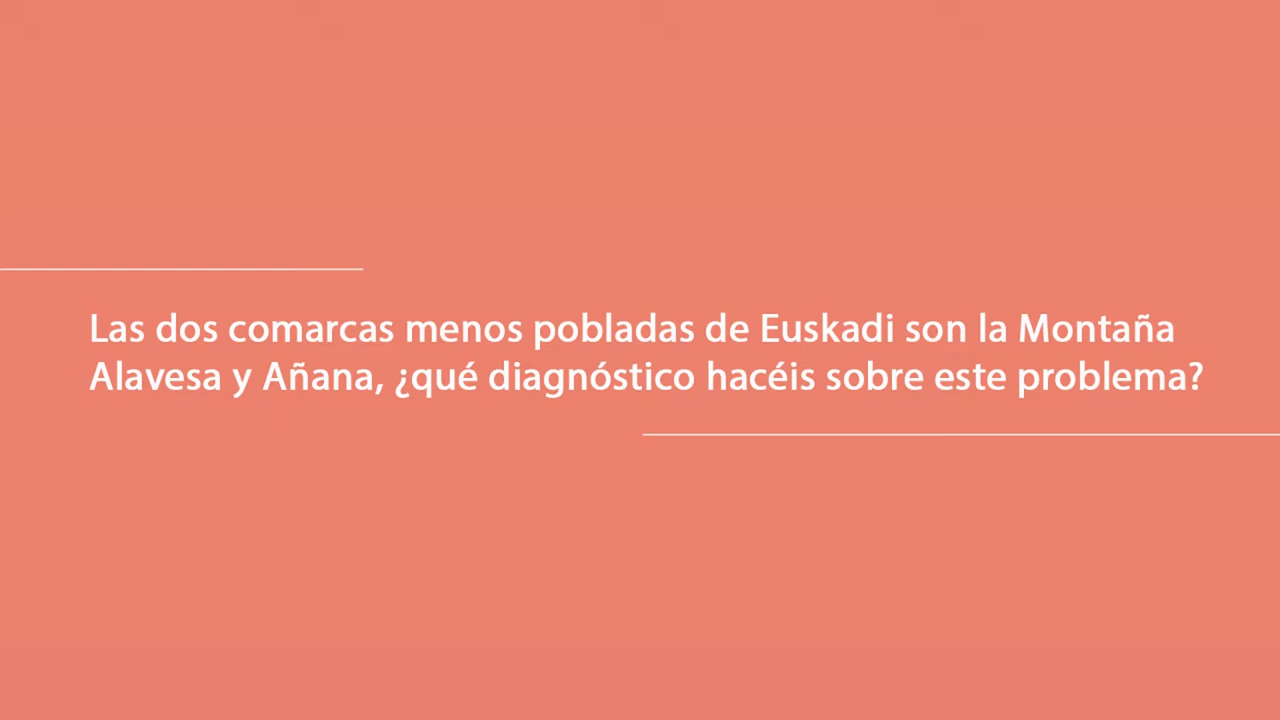 Las dos comarcas menos pobladas de Euskadi son la Montaña
Alavesa y Añana, ¿qué diagnóstico hacéis sobre este problema?